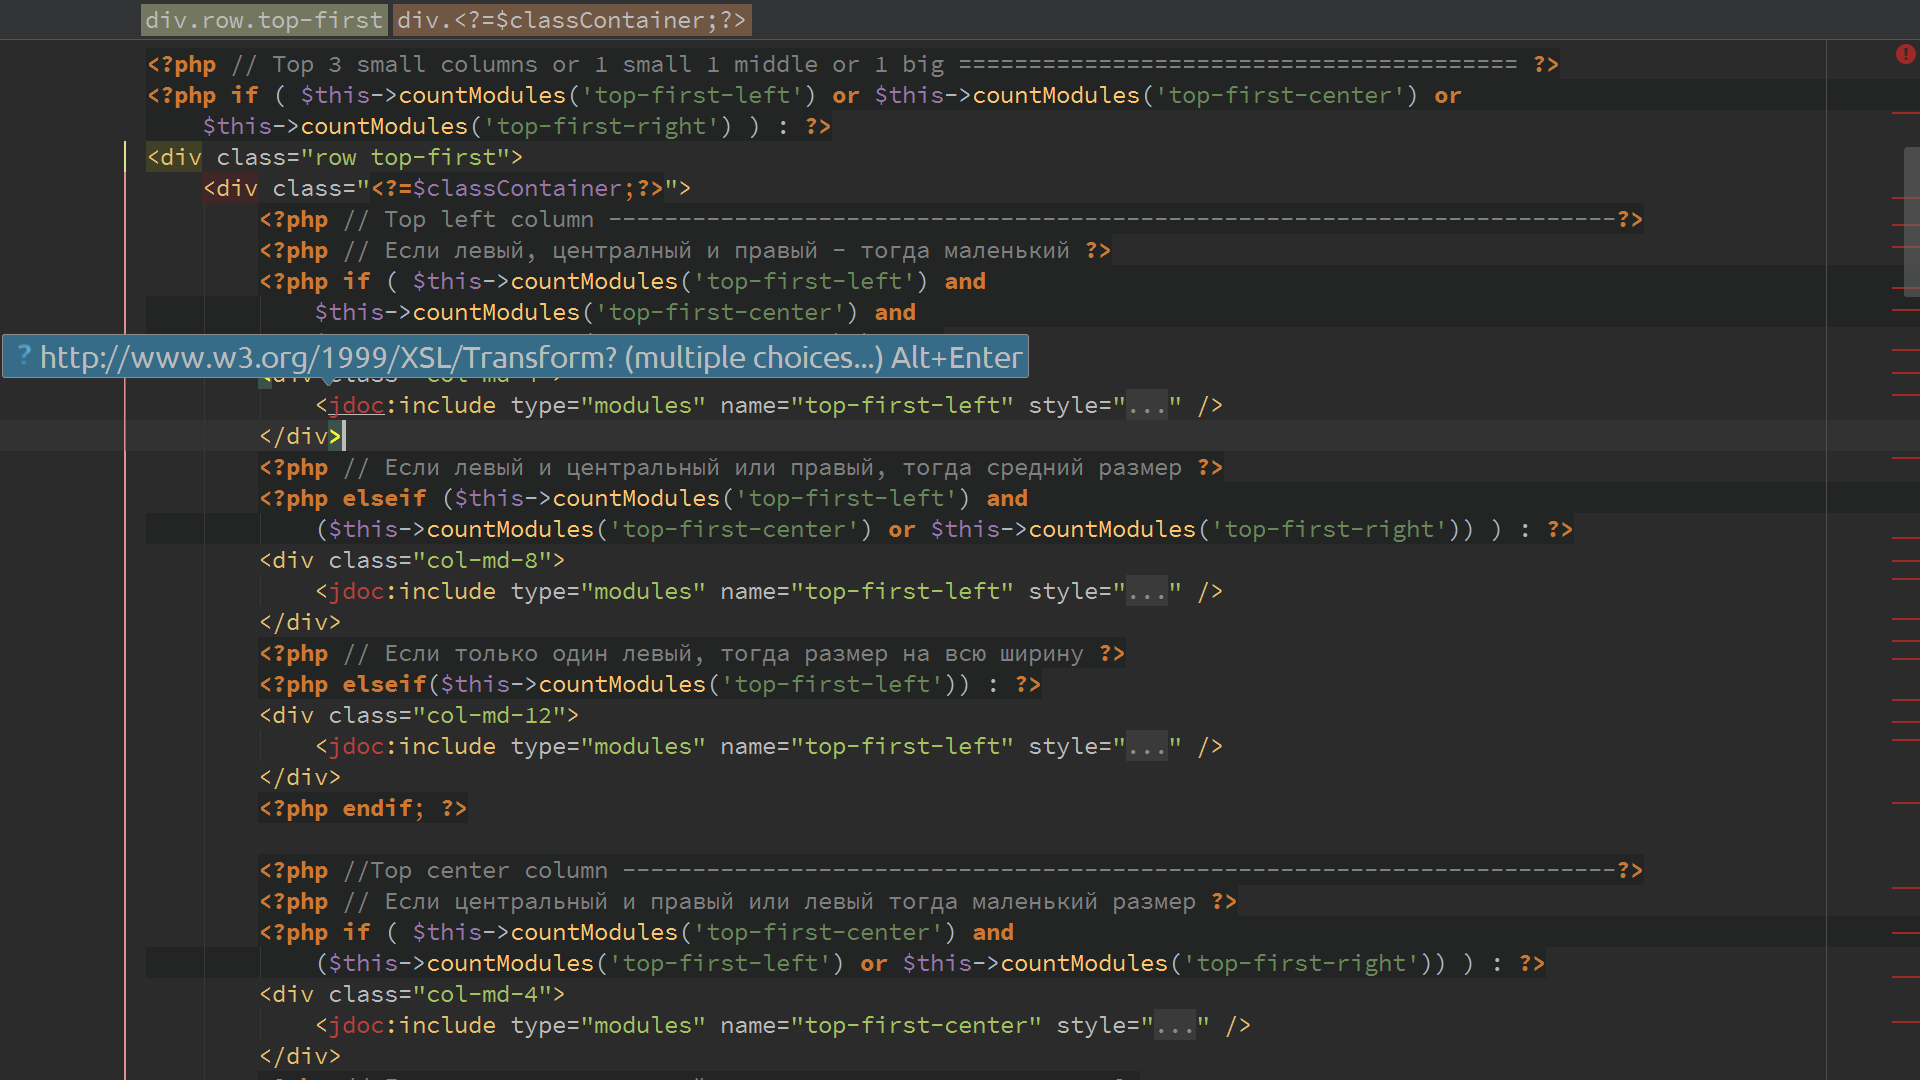 div.row.top-first div.<?=$classContainer;?>
<?php // Top 3 small columns or 1 small 1 middle or 1 big ======================================== ?>
<?php if ( $this->countModules('top-first-left') or $this->countModules('top-first-center') or
$this->countModules('top-first-right') ) : ?>
<div class="row top-first">
<div class="<?=$classContainer;?>">
<?php // Top left column ------------------------------------------------------------------------?>
<?php // Если левый, централный и правый - тогда маленький ?>
<?php if ( $this->countModules('top-first-left') and
$this->countModules('top-first-center') and
? http://www.w3.org/1999/XSL/Transform? (multiple choices...) Alt+Enter
<jdoc:include type="modules" name="top-first-left" style="..." />
</div>
<?php // Если левый и центральный или правый, тогда средний размер ?>
<?php elseif ($this->countModules('top-first-left') and
($this->countModules('top-first-center') or $this->countModules('top-first-right')) ) : ?>
<div class="col-md-8">
<jdoc:include type="modules" name="top-first-left" style="..." />
</div>
<?php // Если только один левый, тогда размер на всю ширину ?>
<?php elseif($this->countModules('top-first-left')) : ?>
<div class="col-md-12">
<jdoc:include type="modules" name="top-first-left" style="..." />
</div>
<?php endif; ?>
<?php //Top center column -----------------------------------------------------------------------?>
<?php // Если центральный и правый или левый тогда маленький размер ?>
<?php if ( $this->countModules('top-first-center') and
($this->countModules('top-first-left') or $this->countModules('top-first-right')) ) : ?>
<div class="col-md-4">
<jdoc:include type="modules" name="top-first-center" style="..." />
</div>